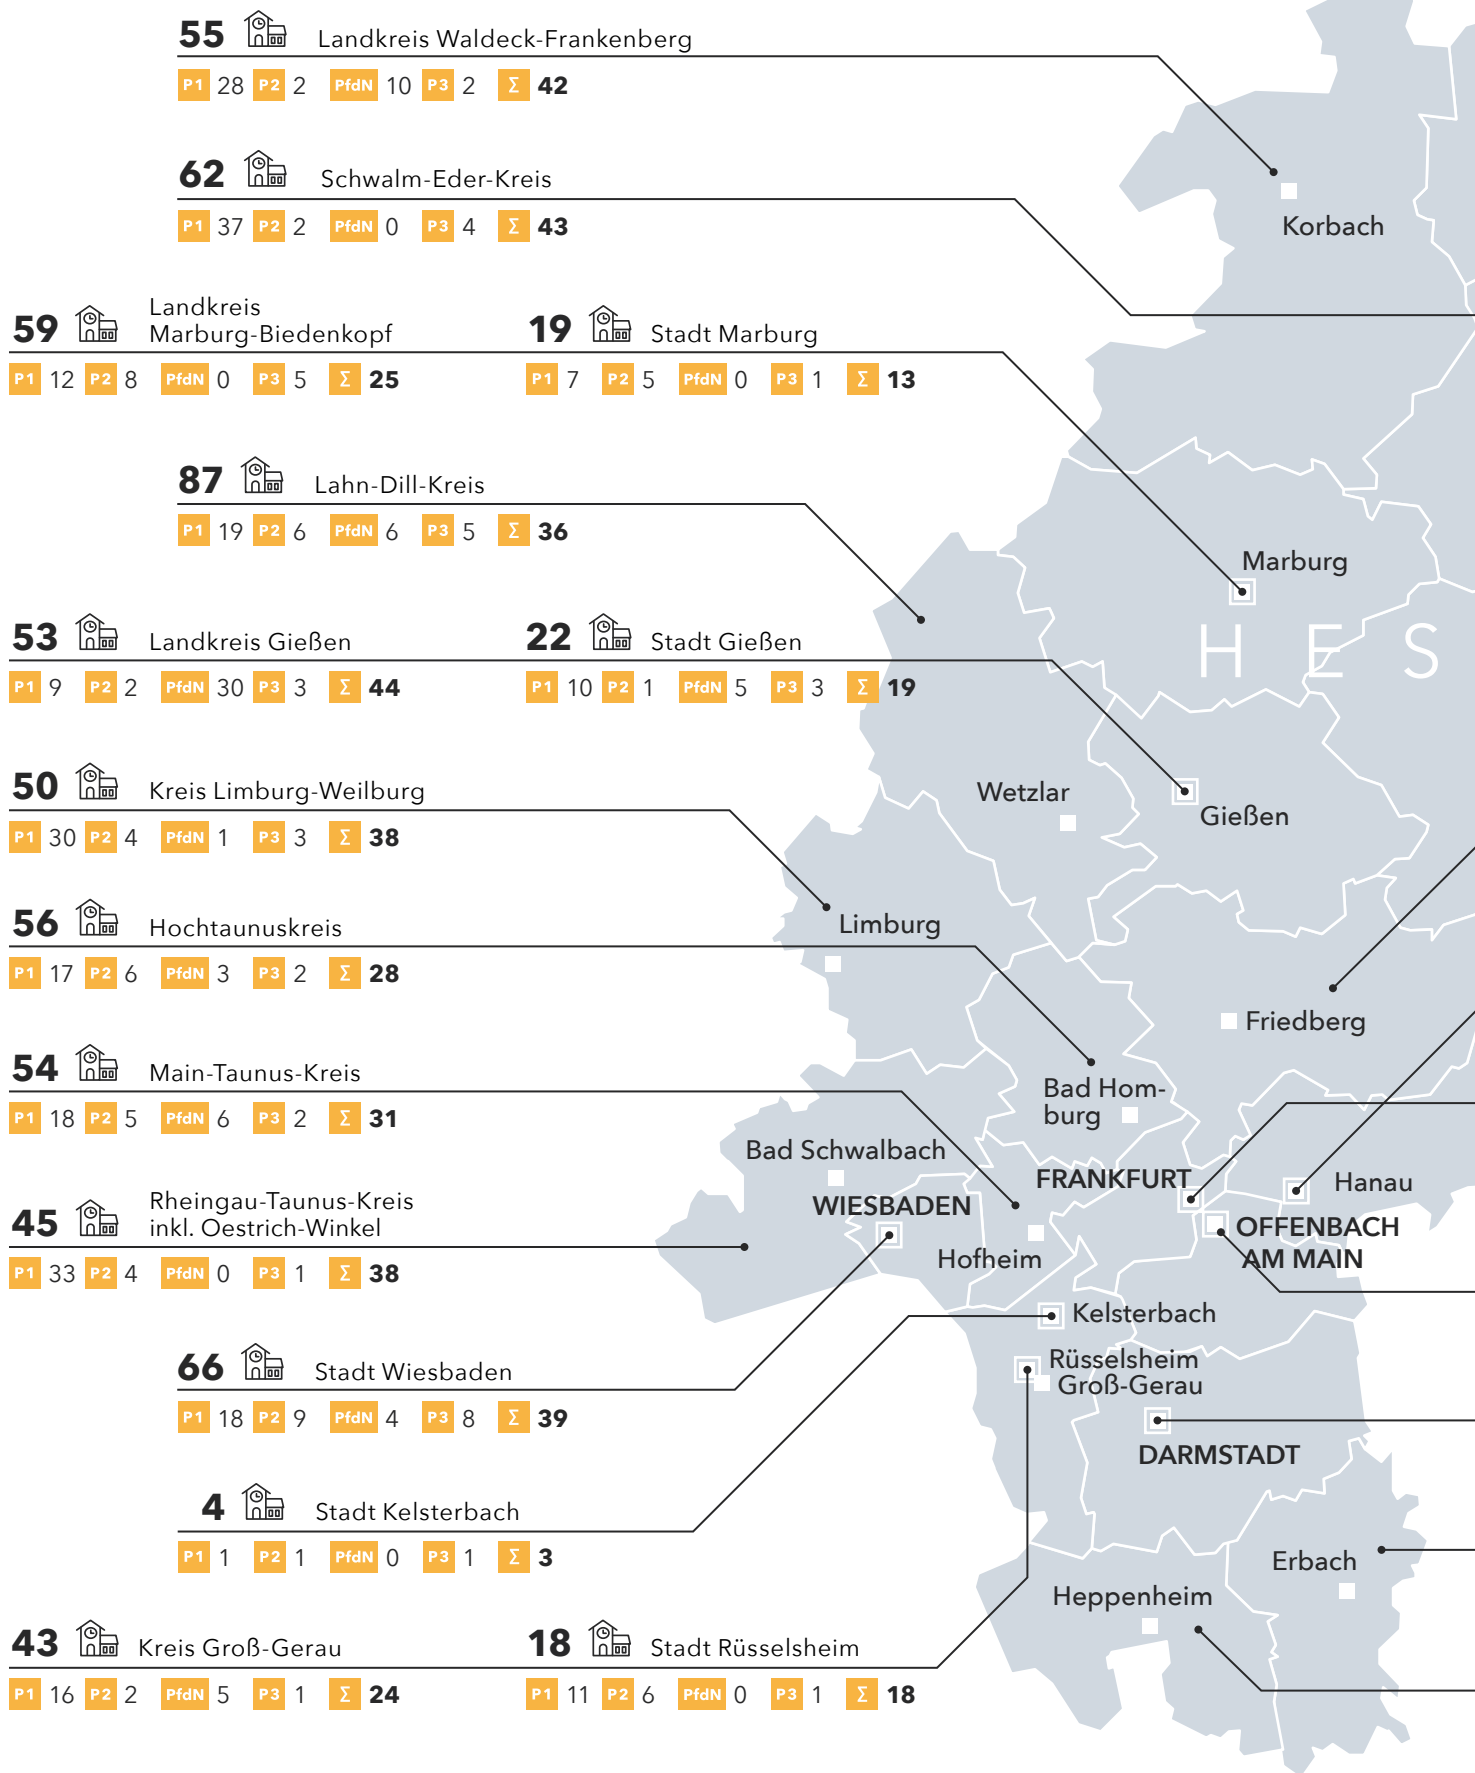 55 Landkreis Waldeck-Frankenberg
P1 28 P2 2 PfdN 10 P3 2 Σ 42
62 Schwalm-Eder-Kreis
P1 37 P2 2 PfdN 0 P3 4 Σ 43
59 Landkreis
Marburg-Biedenkopf
P1 12 P2 8 PfdN 0 P3 5 Σ 25
19 Stadt Marburg
P1 7 P2 5 PfdN 0 P3 1 Σ 13
87 Lahn-Dill-Kreis
P1 19 P2 6 PfdN 6 P3 5 Σ 36
53 Landkreis Gießen
P1 9 P2 2 PfdN 30 P3 3 Σ 44
22 Stadt Gießen
P1 10 P2 1 PfdN 5 P3 3 Σ 19
50 Kreis Limburg-Weilburg
P1 30 P2 4 PfdN 1 P3 3 Σ 38
56 Hochtaunuskreis
P1 17 P2 6 PfdN 3 P3 2 Σ 28
54 Main-Taunus-Kreis
P1 18 P2 5 PfdN 6 P3 2 Σ 31
45 Rheingau-Taunus-Kreis
inkl. Oestrich-Winkel
P1 33 P2 4 PfdN 0 P3 1 Σ 38
66 Stadt Wiesbaden
P1 18 P2 9 PfdN 4 P3 8 Σ 39
4 Stadt Kelsterbach
P1 1 P2 1 PfdN 0 P3 1 Σ 3
43 Kreis Groß-Gerau
P1 16 P2 2 PfdN 5 P3 1 Σ 24
18 Stadt Rüsselsheim
P1 11 P2 6 PfdN 0 P3 1 Σ 18
Korbach
Marburg
HES
Wetzlar
Gießen
Limburg
Friedberg
Bad Hom-
burg
Bad Schwalbach
FRANKFURT
Hanau
WIESBADEN
OFFENBACH
AM MAIN
Hofheim
Kelsterbach
Rüsselsheim
Groß-Gerau
DARMSTADT
Erbach
Heppenheim